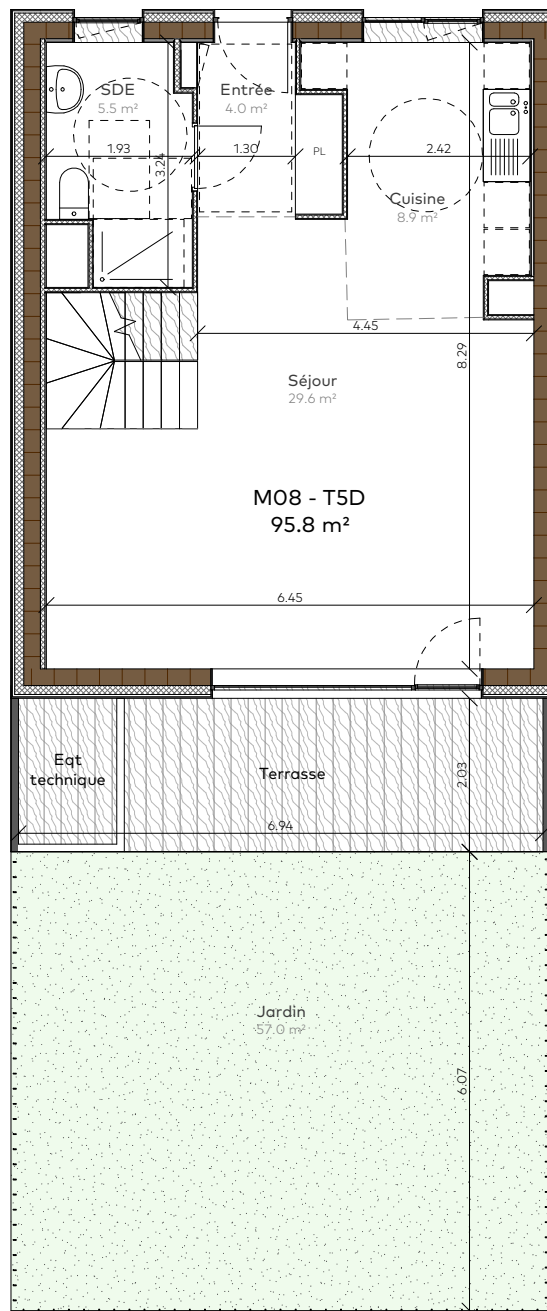 SDE
5.5 m²
Entrée
4.0 m²
1.93
3.24
1.30
PL
2.42
Cuisine
8.9 m²
4.45
8.29
Séjour
29.6 m²
M08 - T5D
95.8 m²
6.45
Eqt
technique
Terrasse
2.03
6.94
Jardin
57.0 m²
6.07